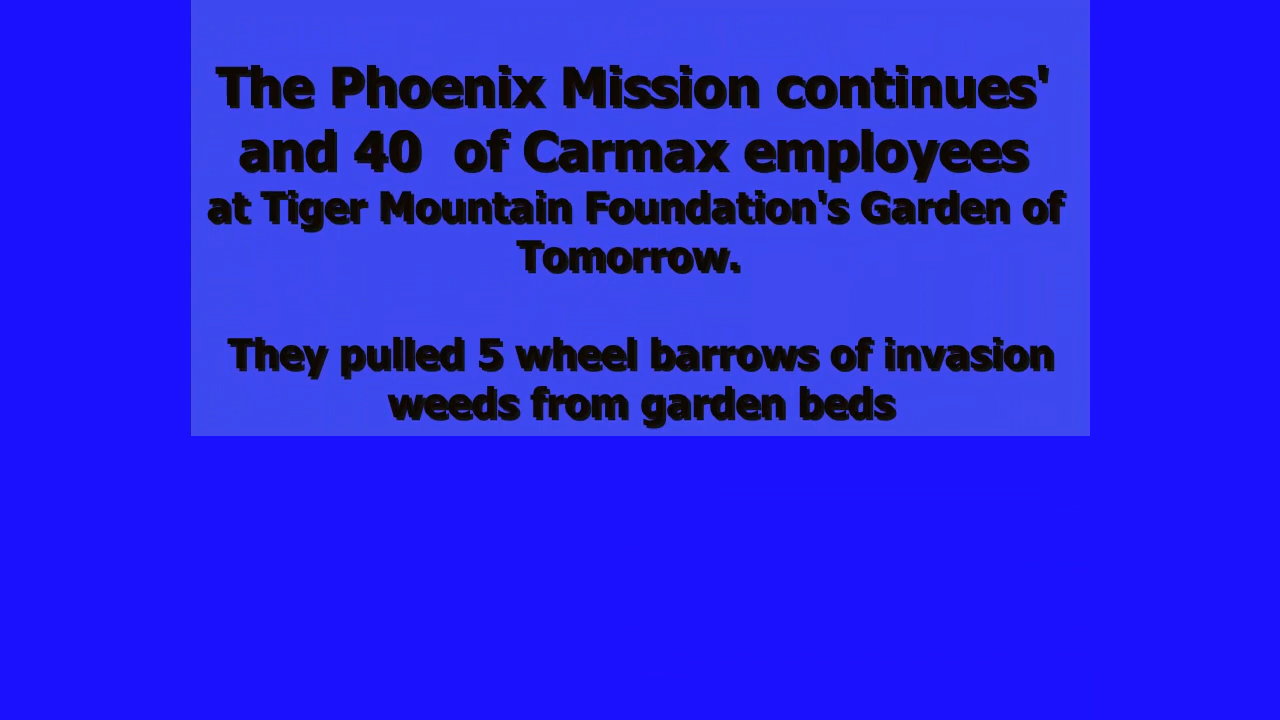 The Phoenix Mission continues'
and 40  of Carmax employees
at Tiger Mountain Foundation's Garden of
Tomorrow.
They pulled 5 wheel barrows of invasion
weeds from garden beds